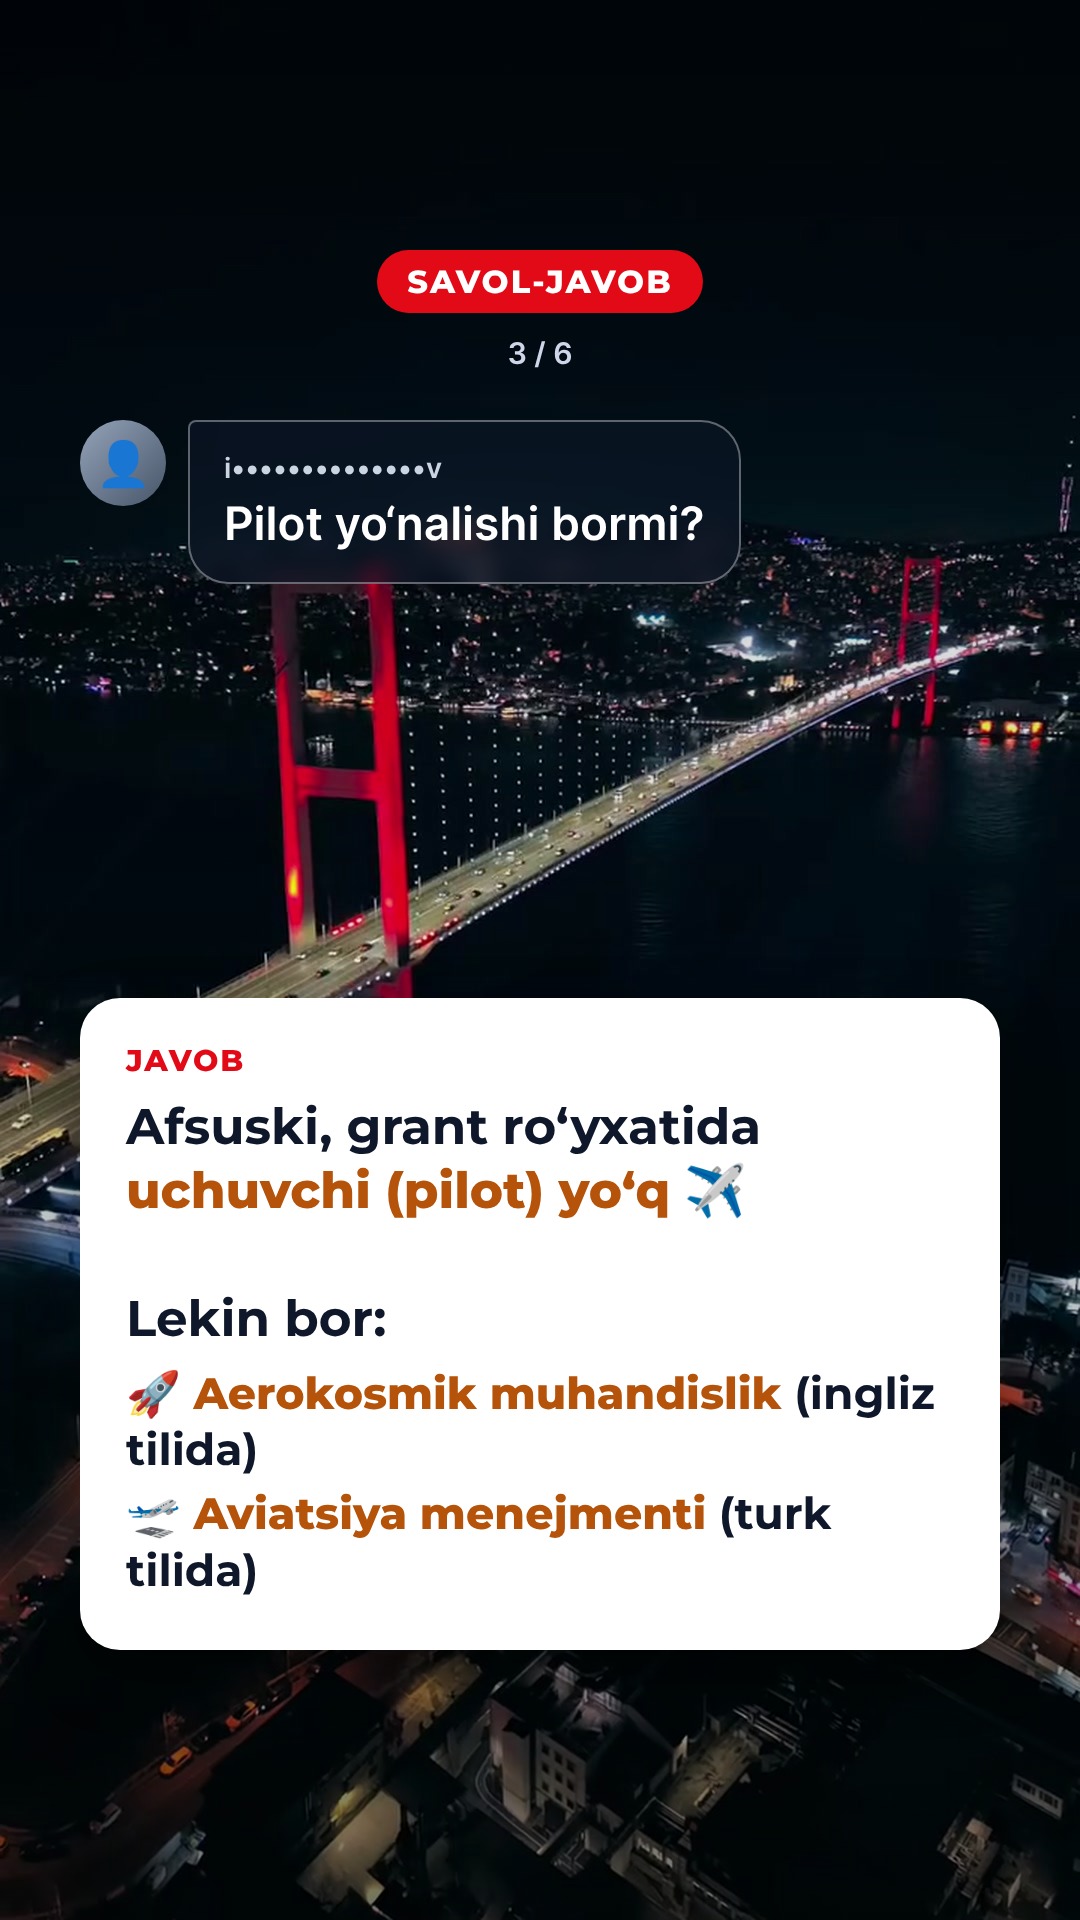 SAVOL-JAVOB
3 / 6
i••••••••••••••v
Pilot yo‘nalishi bormi?
JAVOB
Afsuski, grant ro‘yxatida
uchuvchi (pilot) yo‘q ✈️
Lekin bor:
🚀 Aerokosmik muhandislik (ingliz
tilida)
🛫 Aviatsiya menejmenti (turk
tilida)